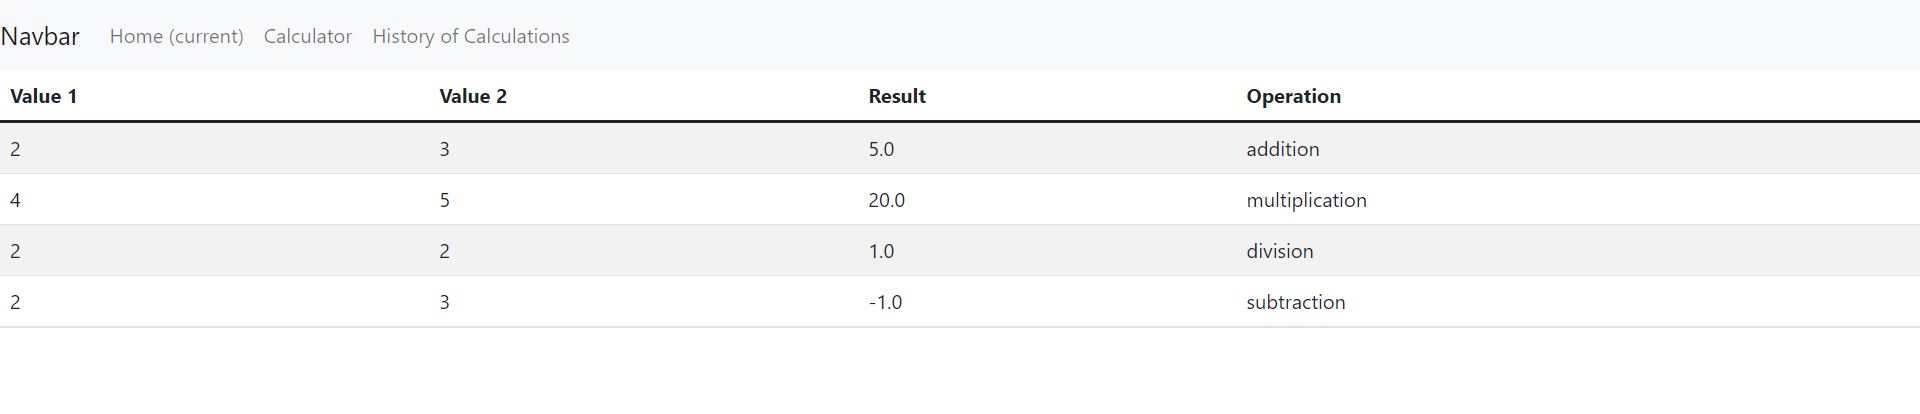 Navbar Home (current) Calculator History of Calculations
Value 1 Value 2 Result Operation
2 3 5.0 addition
4 5 20.0 multiplication
2 2 1.0 division
2 3 -1.0 subtraction